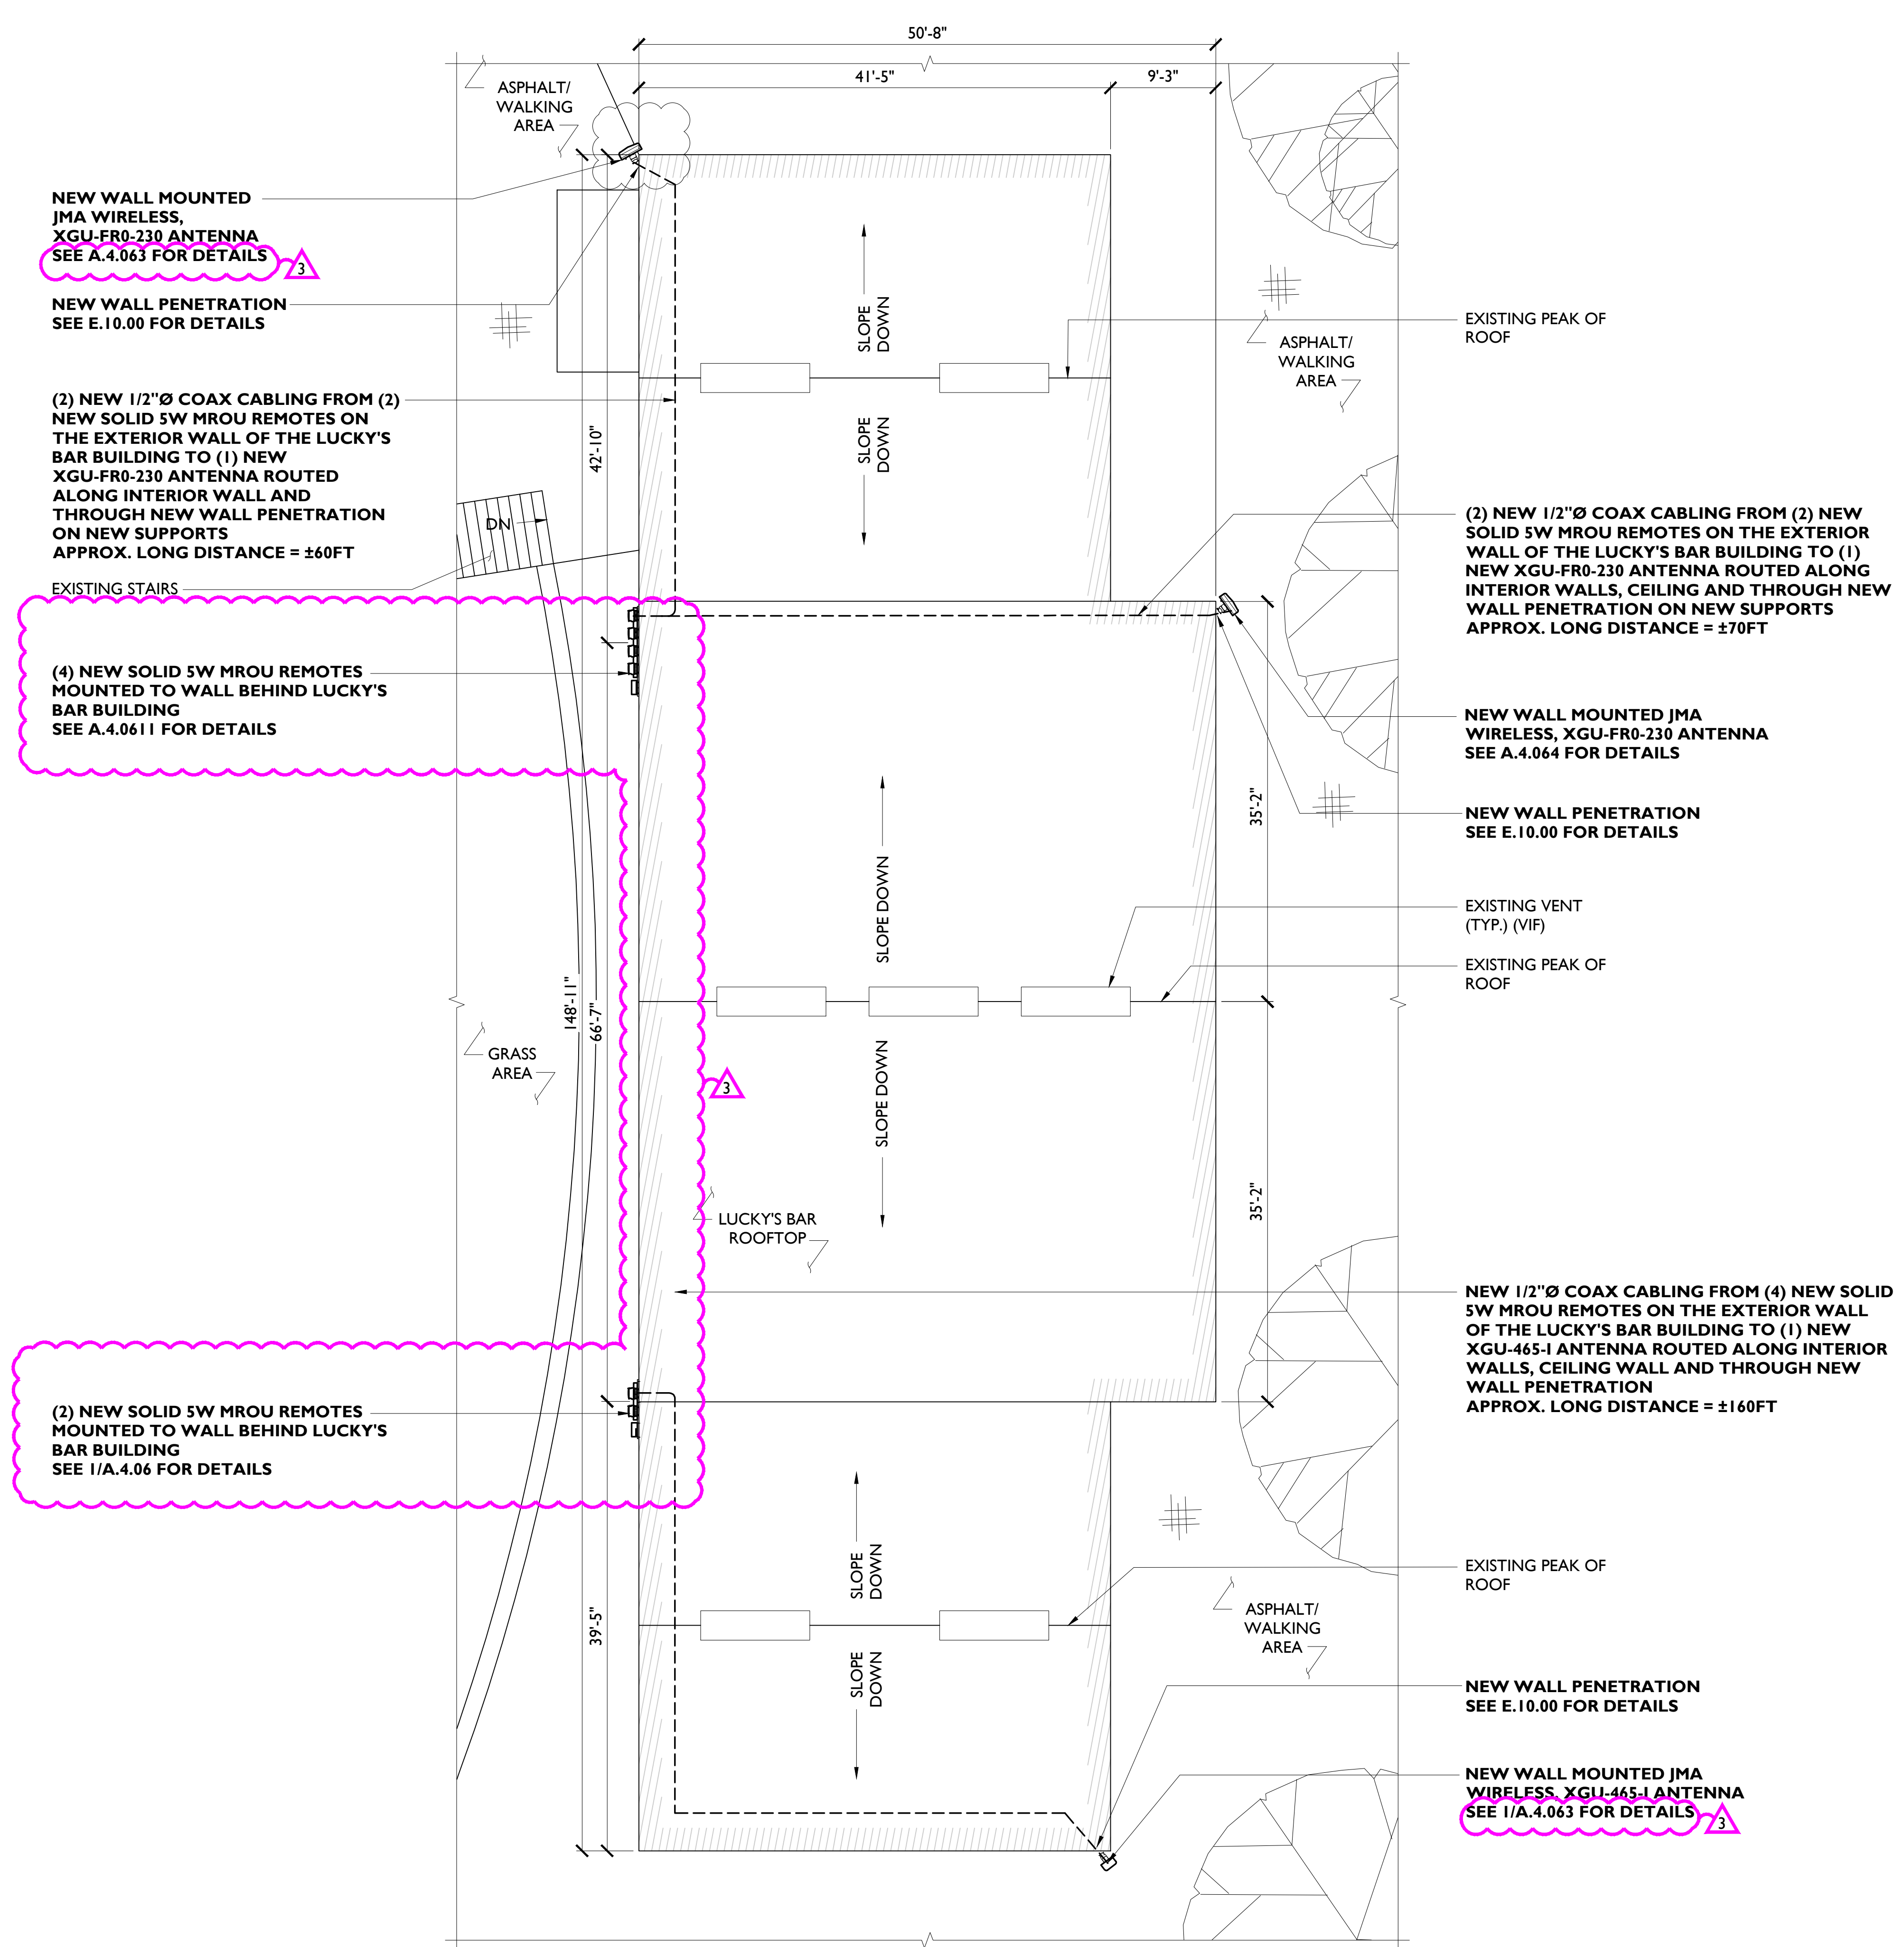 50'-8"
41'-5"
9'-3"
ASPHALT/
WALKING
AREA
NEW WALL MOUNTED
JMA WIRELESS,
XGU-FR0-230 ANTENNA
SEE A.4.063 FOR DETAILS
3
NEW WALL PENETRATION
SEE E.10.00 FOR DETAILS
(2) NEW 1/2"Ø COAX CABLING FROM (2)
NEW SOLID 5W MROU REMOTES ON
THE EXTERIOR WALL OF THE LUCKY'S
BAR BUILDING TO (1) NEW
XGU-FR0-230 ANTENNA ROUTED
ALONG INTERIOR WALL AND
THROUGH NEW WALL PENETRATION
ON NEW SUPPORTS
APPROX. LONG DISTANCE = ±60FT
EXISTING STAIRS
DN
(4) NEW SOLID 5W MROU REMOTES
MOUNTED TO WALL BEHIND LUCKY'S
BAR BUILDING
SEE A.4.0611 FOR DETAILS
GRASS
AREA
(2) NEW SOLID 5W MROU REMOTES
MOUNTED TO WALL BEHIND LUCKY'S
BAR BUILDING
SEE 1/A.4.06 FOR DETAILS
42'-10"
148'-11"
66'-7"
39'-5"
SLOPE
DOWN
SLOPE
DOWN
SLOPE DOWN
SLOPE DOWN
3
LUCKY'S BAR
ROOFTOP
SLOPE
DOWN
SLOPE
DOWN
35'-2"
35'-2"
ASPHALT/
WALKING
AREA
EXISTING PEAK OF
ROOF
(2) NEW 1/2"Ø COAX CABLING FROM (2) NEW
SOLID 5W MROU REMOTES ON THE EXTERIOR
WALL OF THE LUCKY'S BAR BUILDING TO (1)
NEW XGU-FR0-230 ANTENNA ROUTED ALONG
INTERIOR WALLS, CEILING AND THROUGH NEW
WALL PENETRATION ON NEW SUPPORTS
APPROX. LONG DISTANCE = ±70FT
NEW WALL MOUNTED JMA
WIRELESS, XGU-FR0-230 ANTENNA
SEE A.4.064 FOR DETAILS
NEW WALL PENETRATION
SEE E.10.00 FOR DETAILS
EXISTING VENT
(TYP.) (VIF)
EXISTING PEAK OF
ROOF
NEW 1/2"Ø COAX CABLING FROM (4) NEW SOLID
5W MROU REMOTES ON THE EXTERIOR WALL
OF THE LUCKY'S BAR BUILDING TO (1) NEW
XGU-465-I ANTENNA ROUTED ALONG INTERIOR
WALLS, CEILING WALL AND THROUGH NEW
WALL PENETRATION
APPROX. LONG DISTANCE = ±160FT
EXISTING PEAK OF
ROOF
ASPHALT/
WALKING
AREA
NEW WALL PENETRATION
SEE E.10.00 FOR DETAILS
NEW WALL MOUNTED JMA
WIRELESS, XGU-465-I ANTENNA
SEE 1/A.4.063 FOR DETAILS
3